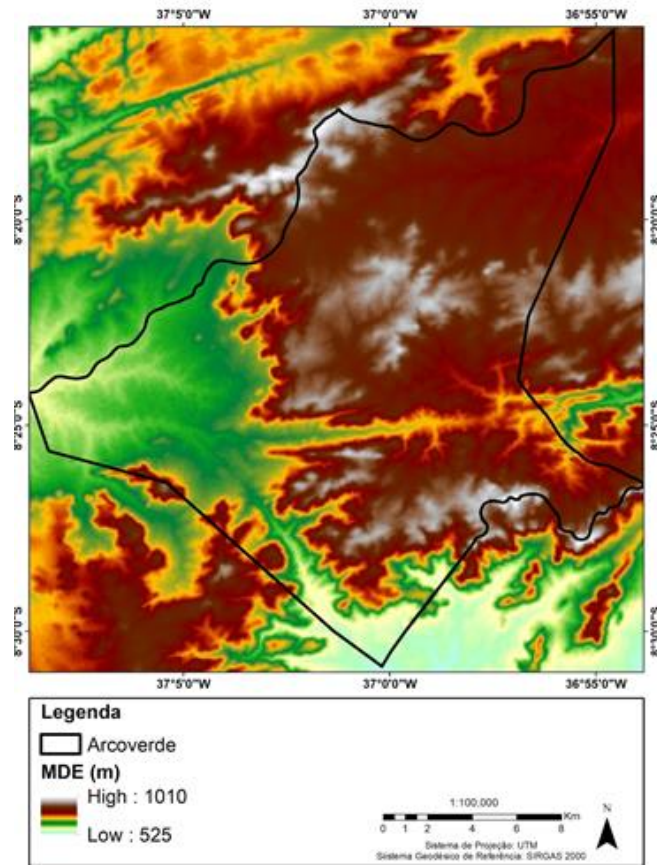 37°5'0"W 37°0'0"W 36°55'0"W
8°20'0"S 8°20'0"S
8°25'0"S 8°25'0"S
8°30'0"S 8°30'0"S
37°5'0"W 37°0'0"W 36°55'0"W
Legenda
Arcoverde
MDE (m)
High : 1010
Low : 525
1:100,000
0 1 2 4 6 8 Km
N
Sistema de Projeção: UTM
Sistema Geodésico de Referência: SIRGAS 2000